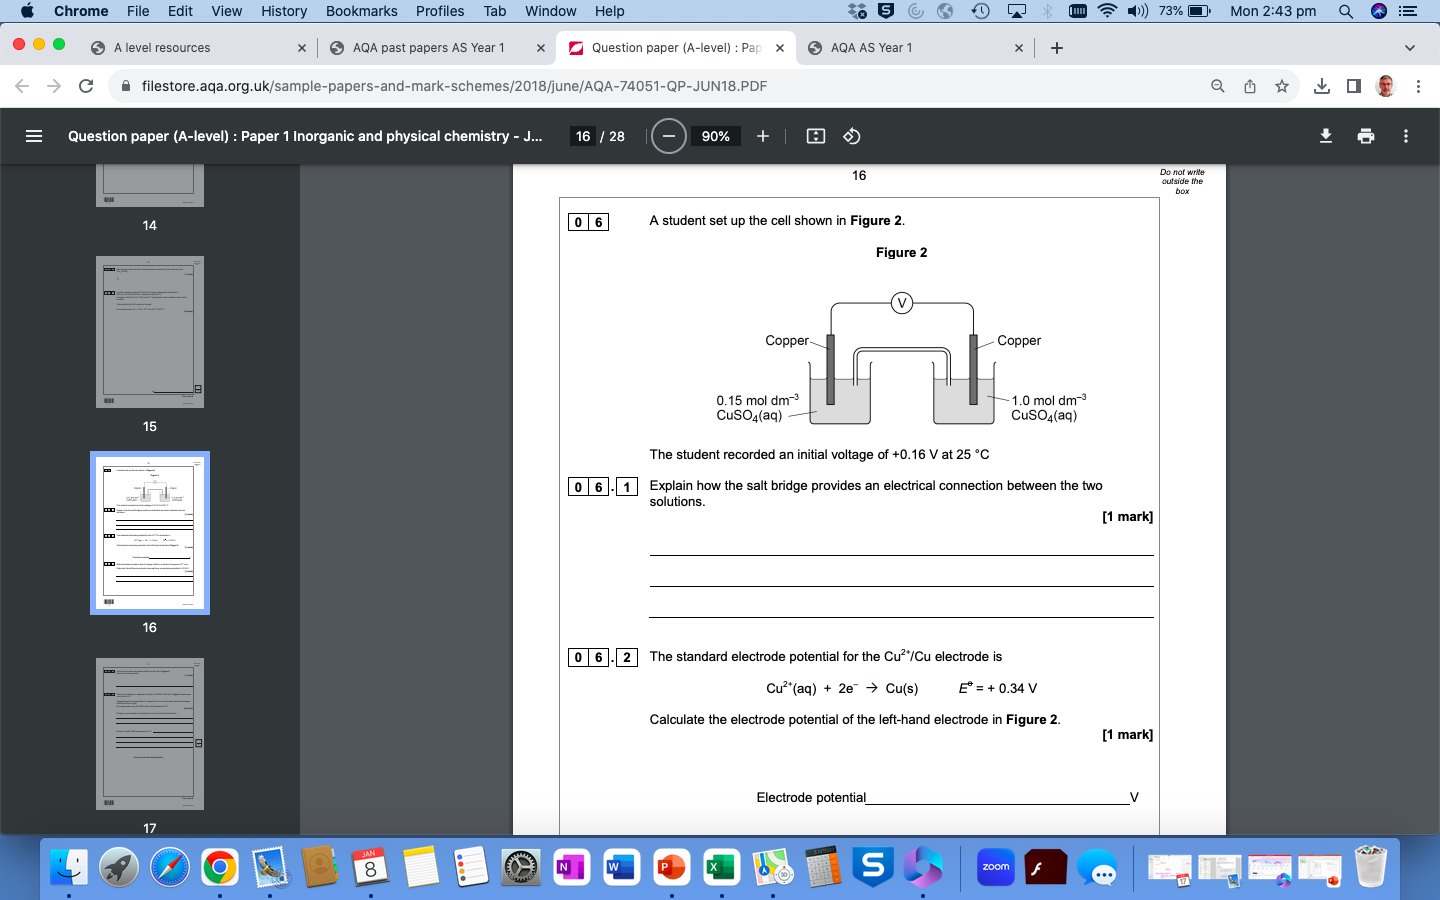 Chrome File Edit View History Bookmarks Profiles Tab Window Help
73% Mon 2:43 pm
A level resources
AQA past papers AS Year 1
Question paper (A-level) : Pap
AQA AS Year 1
filestore.aqa.org.uk/sample-papers-and-mark-schemes/2018/june/AQA-74051-QP-JUN18.PDF
Question paper (A-level) : Paper 1 Inorganic and physical chemistry - J...
16 / 28
90%
14
15
16
17
16
Do not write
outside the
box
0 6 A student set up the cell shown in Figure 2.
Figure 2
V
Copper
Copper
0.15 mol dm⁻³
CuSO₄(aq)
1.0 mol dm⁻³
CuSO₄(aq)
The student recorded an initial voltage of +0.16 V at 25 °C
0 6 . 1 Explain how the salt bridge provides an electrical connection between the two
solutions.
[1 mark]
0 6 . 2 The standard electrode potential for the Cu²⁺/Cu electrode is
Cu²⁺(aq) + 2e⁻ → Cu(s) E⦵ = + 0.34 V
Calculate the electrode potential of the left-hand electrode in Figure 2.
[1 mark]
Electrode potential V
JAN
8
N
W
P
X
3D
S
zoom
f
17